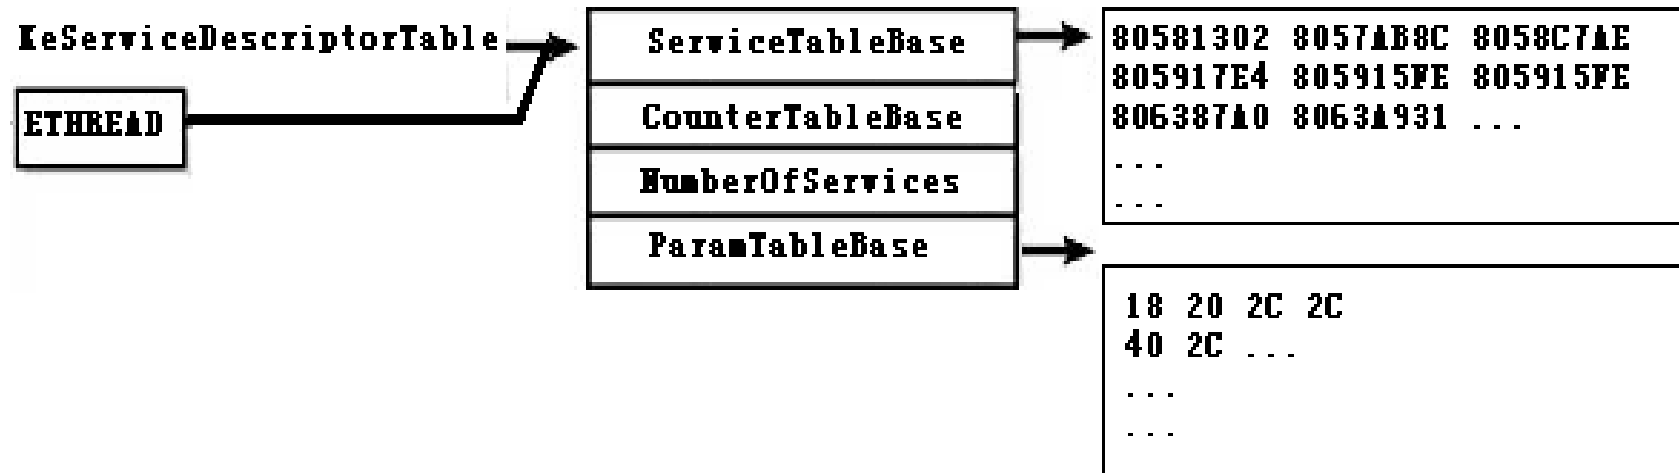 KeServiceDescriptorTable
ETHREAD
ServiceTableBase
CounterTableBase
NumberOfServices
ParamTableBase
80581302 8057AB8C 8058C7AE
805917E4 805915FE 805915FE
806387A0 8063A931 ...
...
...
18 20 2C 2C
40 2C ...
...
...